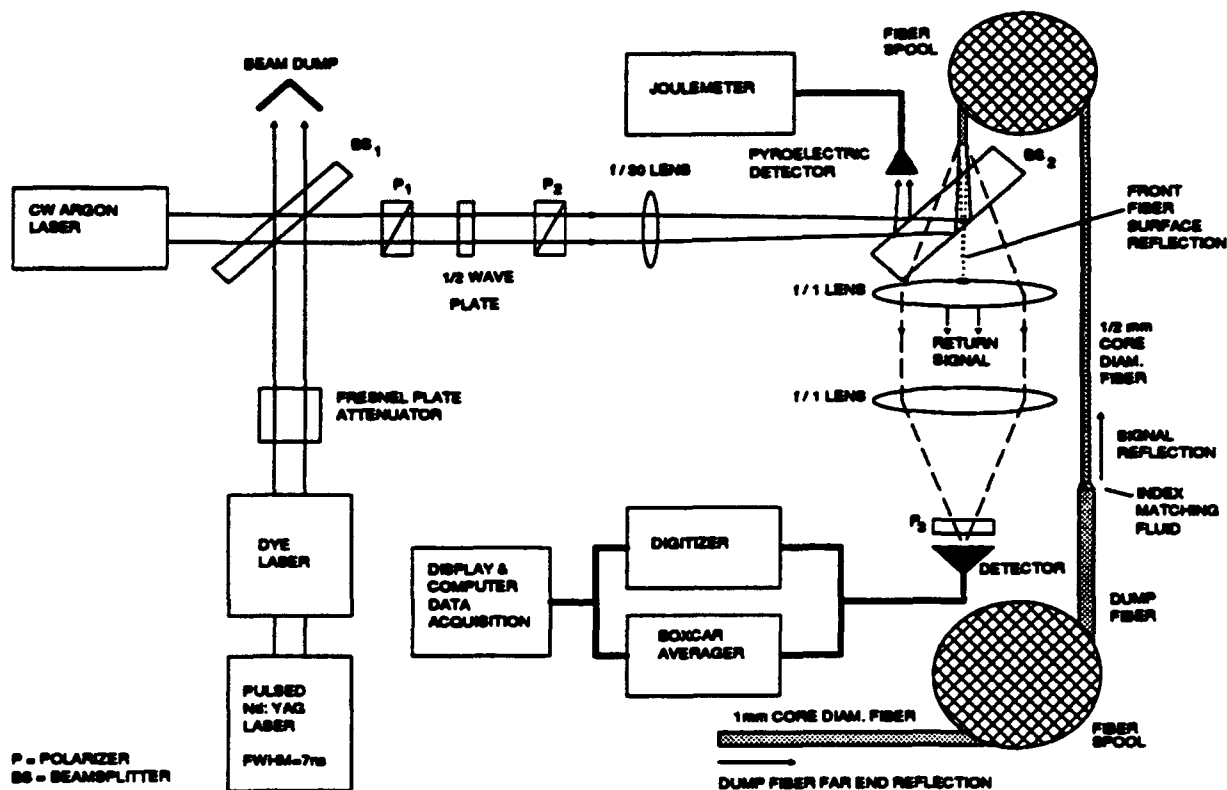 FIBER
SPOOL
BEAM DUMP
JOULEMETER
BS1
BS2
PYROELECTRIC
DETECTOR
f/30 LENS
P1
P2
CW ARGON
LASER
FRONT
FIBER
SURFACE
REFLECTION
1/2 WAVE
PLATE
f/1 LENS
RETURN
SIGNAL
1/2 mm
CORE
DIAM.
FIBER
f/1 LENS
FRESNEL PLATE
ATTENUATOR
SIGNAL
REFLECTION
INDEX
MATCHING
FLUID
P3
DYE
LASER
DIGITIZER
DISPLAY &
COMPUTER
DATA
ACQUISITION
DETECTOR
DUMP
FIBER
BOXCAR
AVERAGER
PULSED
Nd: YAG
LASER
FWHM=7ns
1mm CORE DIAM. FIBER
FIBER
SPOOL
P = POLARIZER
BS = BEAMSPLITTER
DUMP FIBER FAR END REFLECTION